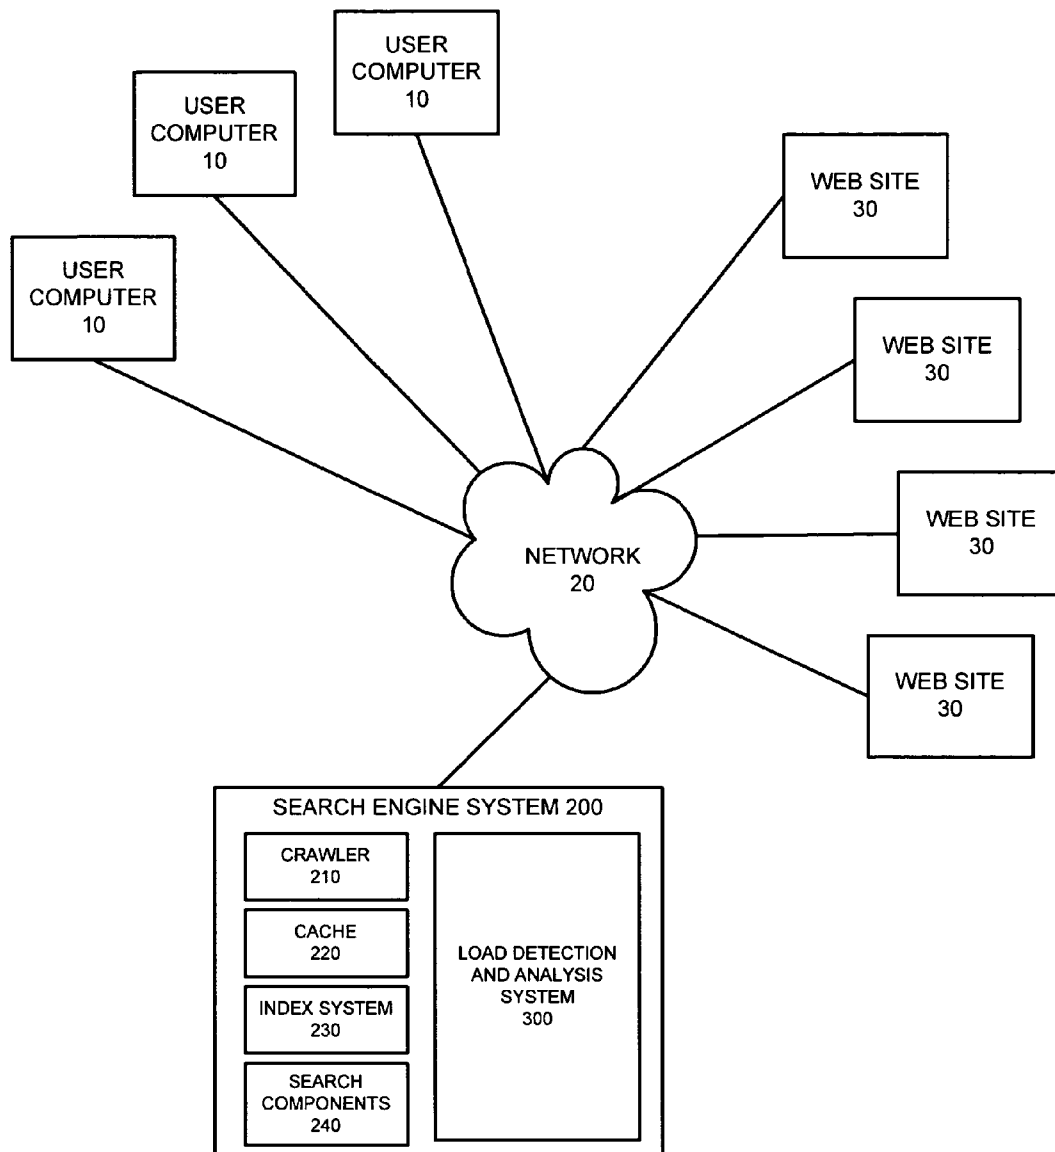 USER
COMPUTER
10
USER
COMPUTER
10
USER
COMPUTER
10
WEB SITE
30
WEB SITE
30
WEB SITE
30
WEB SITE
30
NETWORK
20
SEARCH ENGINE SYSTEM 200
CRAWLER
210
CACHE
220
INDEX SYSTEM
230
SEARCH
COMPONENTS
240
LOAD DETECTION
AND ANALYSIS
SYSTEM
300